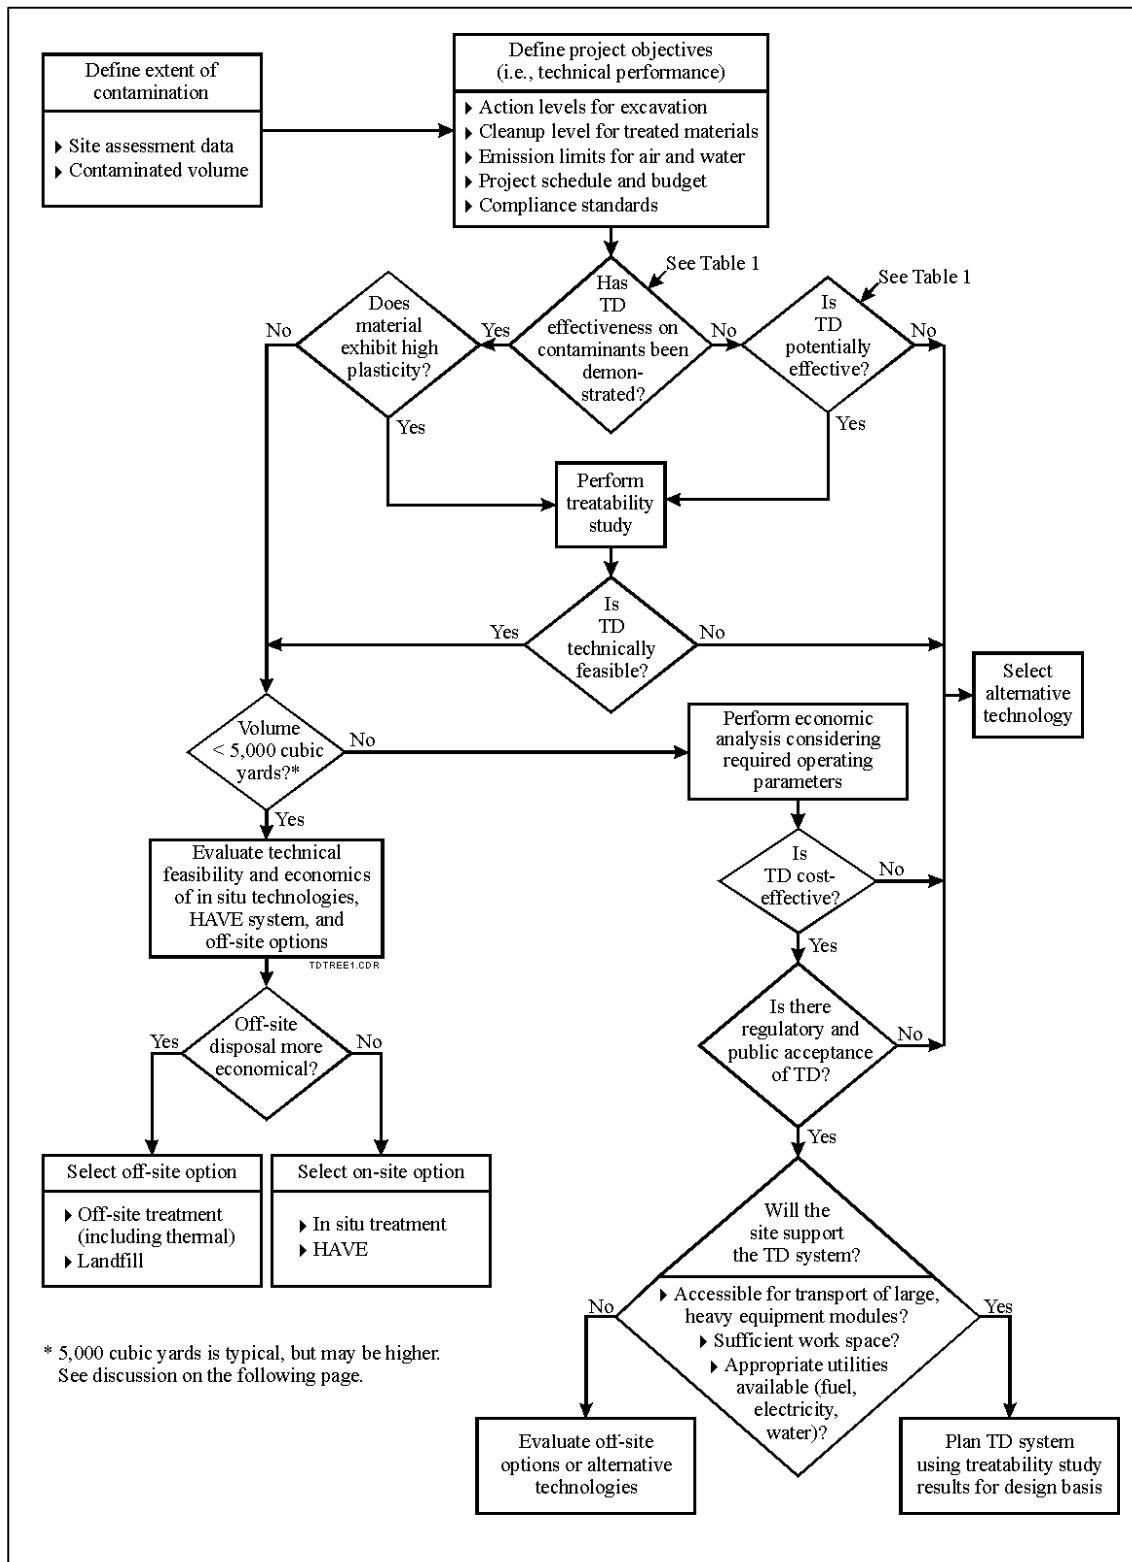 Define extent of
contamination
Site assessment data
Contaminated volume
Define project objectives
(i.e., technical performance)
Action levels for excavation
Cleanup level for treated materials
Emission limits for air and water
Project schedule and budget
Compliance standards
See Table 1
Has
TD
effectiveness on
contaminants been
demon-
strated?
Yes
No
See Table 1
Is
TD
potentially
effective?
No
Yes
Does
material
exhibit high
plasticity?
No
Yes
Perform
treatability
study
Is
TD
technically
feasible?
Yes
No
Select
alternative
technology
Volume
< 5,000 cubic
yards?*
No
Yes
Perform economic
analysis considering
required operating
parameters
Is
TD cost-
effective?
No
Yes
Evaluate technical
feasibility and economics
of in situ technologies,
HAVE system, and
off-site options
TDTREE1.CDR
Is there
regulatory and
public acceptance
of TD?
No
Yes
Off-site
disposal more
economical?
Yes
No
Select off-site option
Off-site treatment
(including thermal)
Landfill
Select on-site option
In situ treatment
HAVE
Will the
site support
the TD system?
Accessible for transport of large,
heavy equipment modules?
Sufficient work space?
Appropriate utilities
available (fuel,
electricity,
water)?
No
Yes
* 5,000 cubic yards is typical, but may be higher.
See discussion on the following page.
Evaluate off-site
options or alternative
technologies
Plan TD system
using treatability study
results for design basis